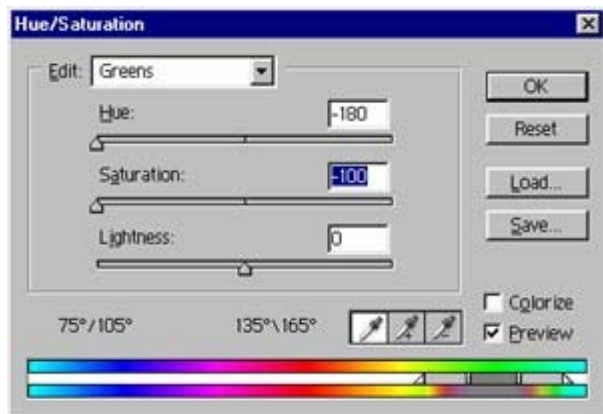 Hue/Saturation
Edit: Greens
OK
Hue: -180
Reset
Saturation: -100
Load...
Lightness: 0
Save...
Colorize
75°/105° 135°\165°
Preview